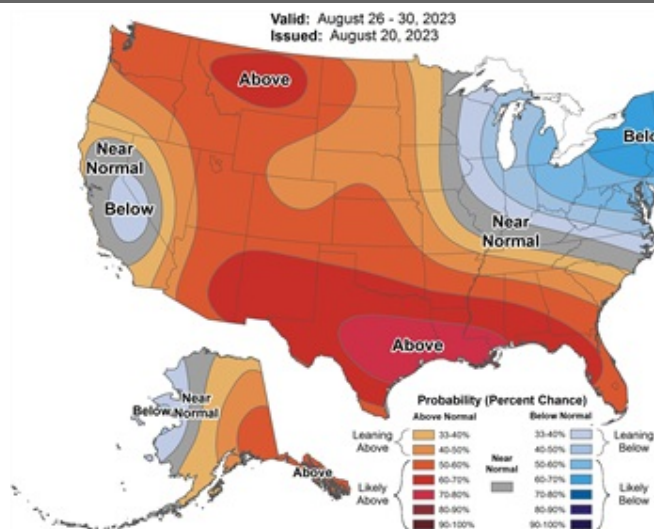 Valid: August 26 - 30, 2023
Issued: August 20, 2023
Above
Near
Normal
Below
Belo
Near
Normal
Above
Near
Below Normal
Above
Probability (Percent Chance)
Above Normal
Below Normal
Leaning
Above
33-40%
40-50%
50-60%
60-70%
70-80%
80-90%
90-100%
Likely
Above
Near
Normal
33-40%
40-50%
50-60%
60-70%
70-80%
80-90%
90-100%
Leaning
Below
Likely
Below